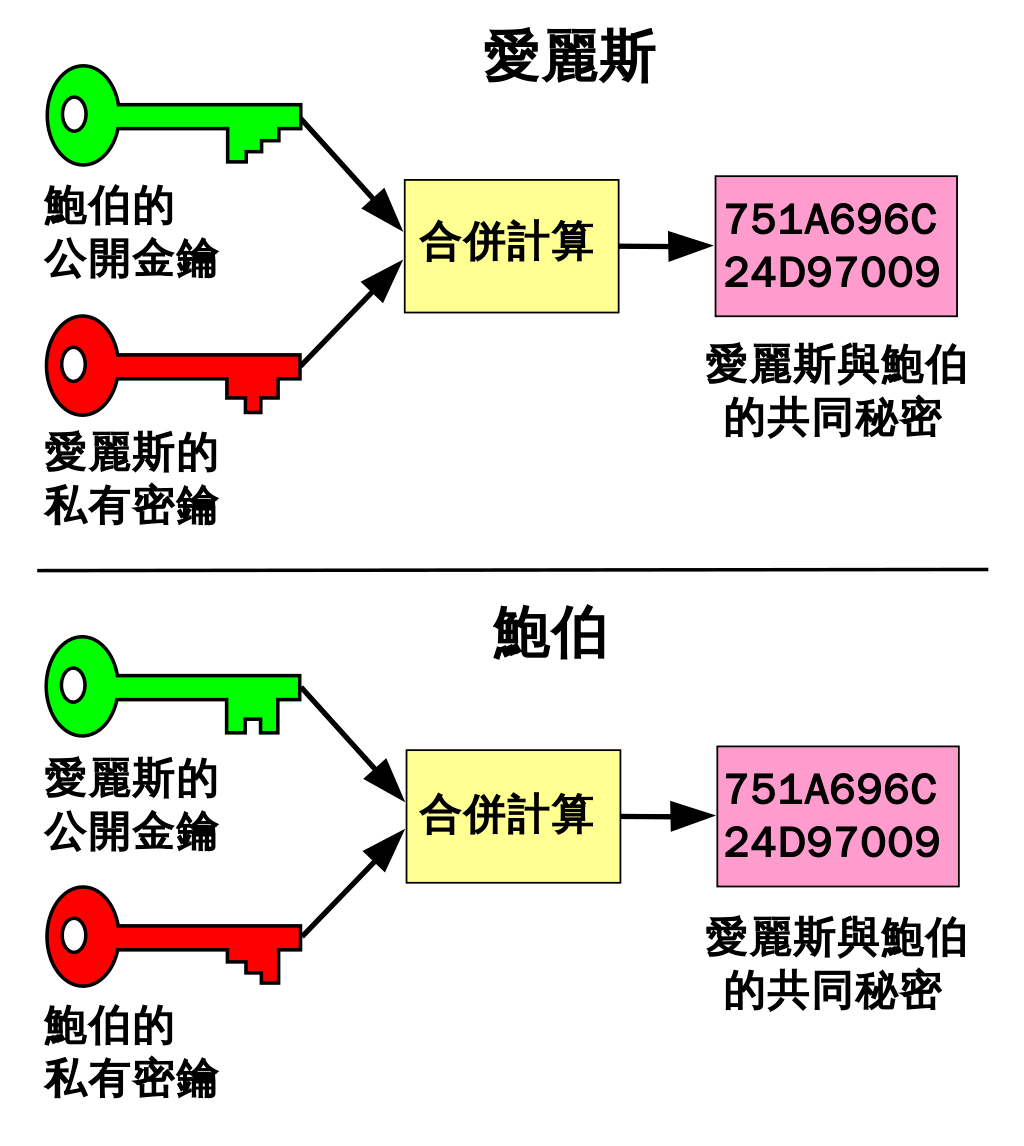 愛麗斯
鮑伯的
公開金鑰
合併計算
751A696C
24D97009
愛麗斯與鮑伯
的共同秘密
愛麗斯的
私有密鑰
鮑伯
愛麗斯的
公開金鑰
合併計算
751A696C
24D97009
愛麗斯與鮑伯
的共同秘密
鮑伯的
私有密鑰